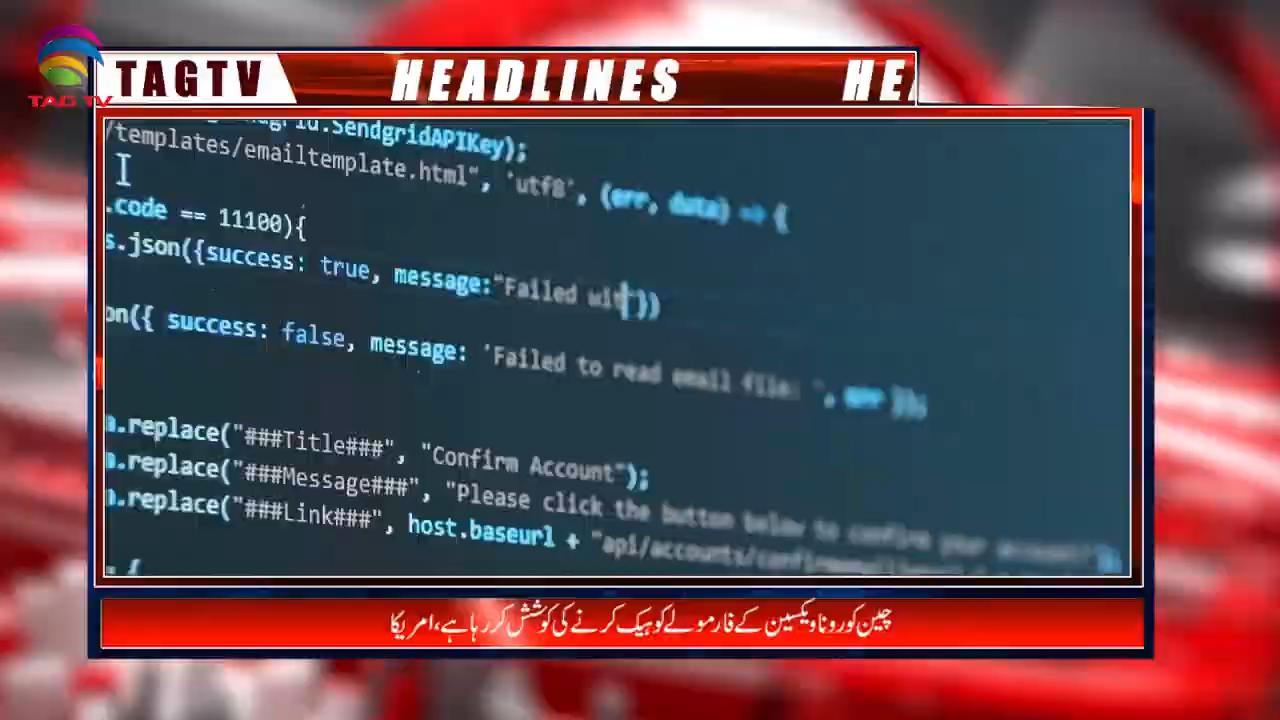 TAG TV
TAGTV HEADLINES
.SendgridAPIKey);
/templates/emailtemplate.html", 'utf8', (err, data) => {
.code == 11100){
s.json({success: true, message:"Failed wit"})
on({ success: false, message: 'Failed to read email file: ', err });
.replace("###Title###", "Confirm Account");
.replace("###Message###", "Please click the button below to confirm your account");
.replace("###Link###", host.baseurl + "api/accounts/
{
چین کورونا ویکسین کے فارمولے کو ہیک کرنے کی کوشش کر رہا ہے، امریکا